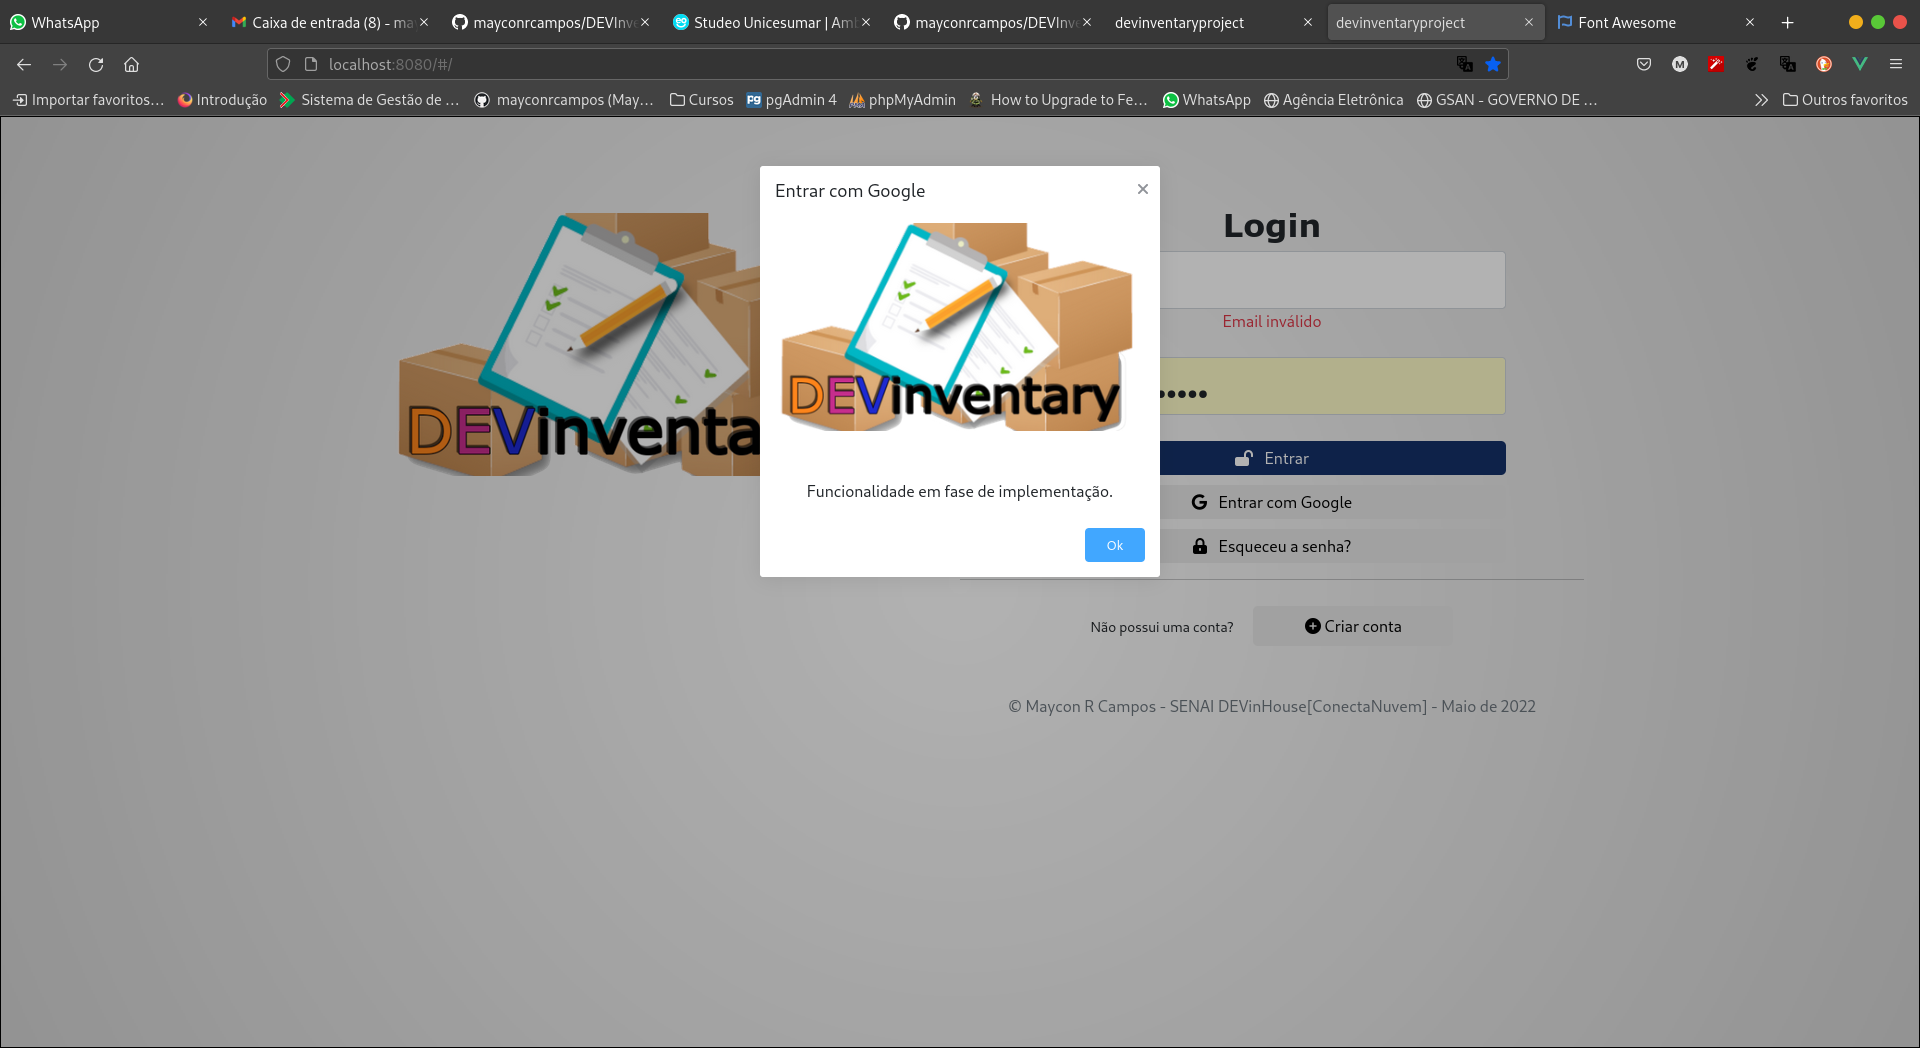 WhatsApp
Caixa de entrada (8) - ma
mayconrcampos/DEVInve
Studeo Unicesumar | Am
mayconrcampos/DEVInve
devinventaryproject
devinventaryproject
Font Awesome
localhost:8080/#/
Importar favoritos...
Introdução
Sistema de Gestão de ...
mayconrcampos (May...
Cursos
pgAdmin 4
phpMyAdmin
How to Upgrade to Fe...
WhatsApp
Agência Eletrônica
GSAN - GOVERNO DE ...
Outros favoritos
Entrar com Google
DEVinventary
Funcionalidade em fase de implementação.
Ok
DEVinventa
Login
Email inválido
Entrar
Entrar com Google
Esqueceu a senha?
Não possui uma conta?
Criar conta
© Maycon R Campos - SENAI DEVinHouse[ConectaNuvem] - Maio de 2022